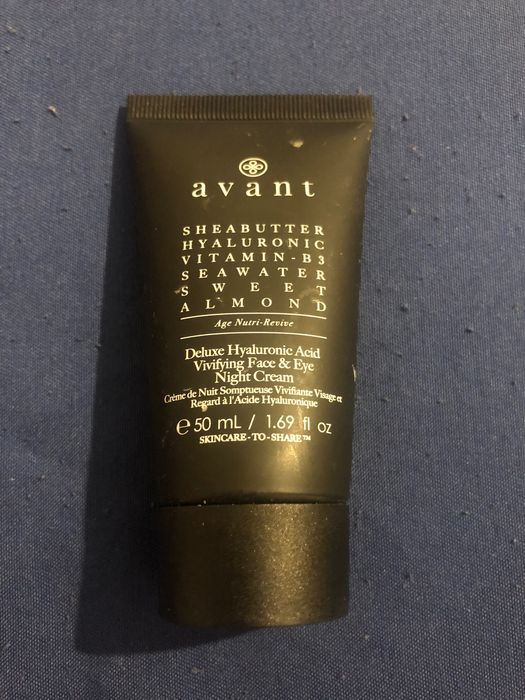 avant
SHEABUTTER
HYALURONIC
VITAMIN-B3
SEAWATER
SWEET
ALMOND
Age Nutri-Revive
Deluxe Hyaluronic Acid
Vivifying Face & Eye
Night Cream
Crème de Nuit Somptueuse Vivifiante Visage et
Regard à l'Acide Hyaluronique
℮ 50 mL / 1.69 fl oz
SKINCARE-TO-SHARE™